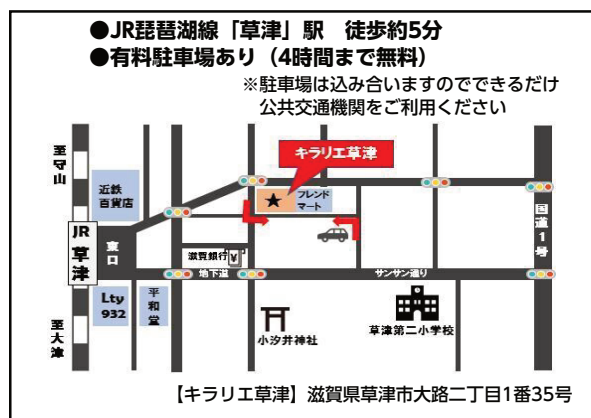 ●JR琵琶湖線「草津」駅　徒歩約5分
●有料駐車場あり（4時間まで無料）
※駐車場は込み合いますのでできるだけ
公共交通機関をご利用ください
至守山
キラリエ草津
近鉄
百貨店
★
フレンド
マート
JR草津
東口
滋賀銀行
¥
国道1号
地下道
サンサン通り
Lty
932
平和堂
小汐井神社
草津第二小学校
至大津
【キラリエ草津】滋賀県草津市大路二丁目1番35号